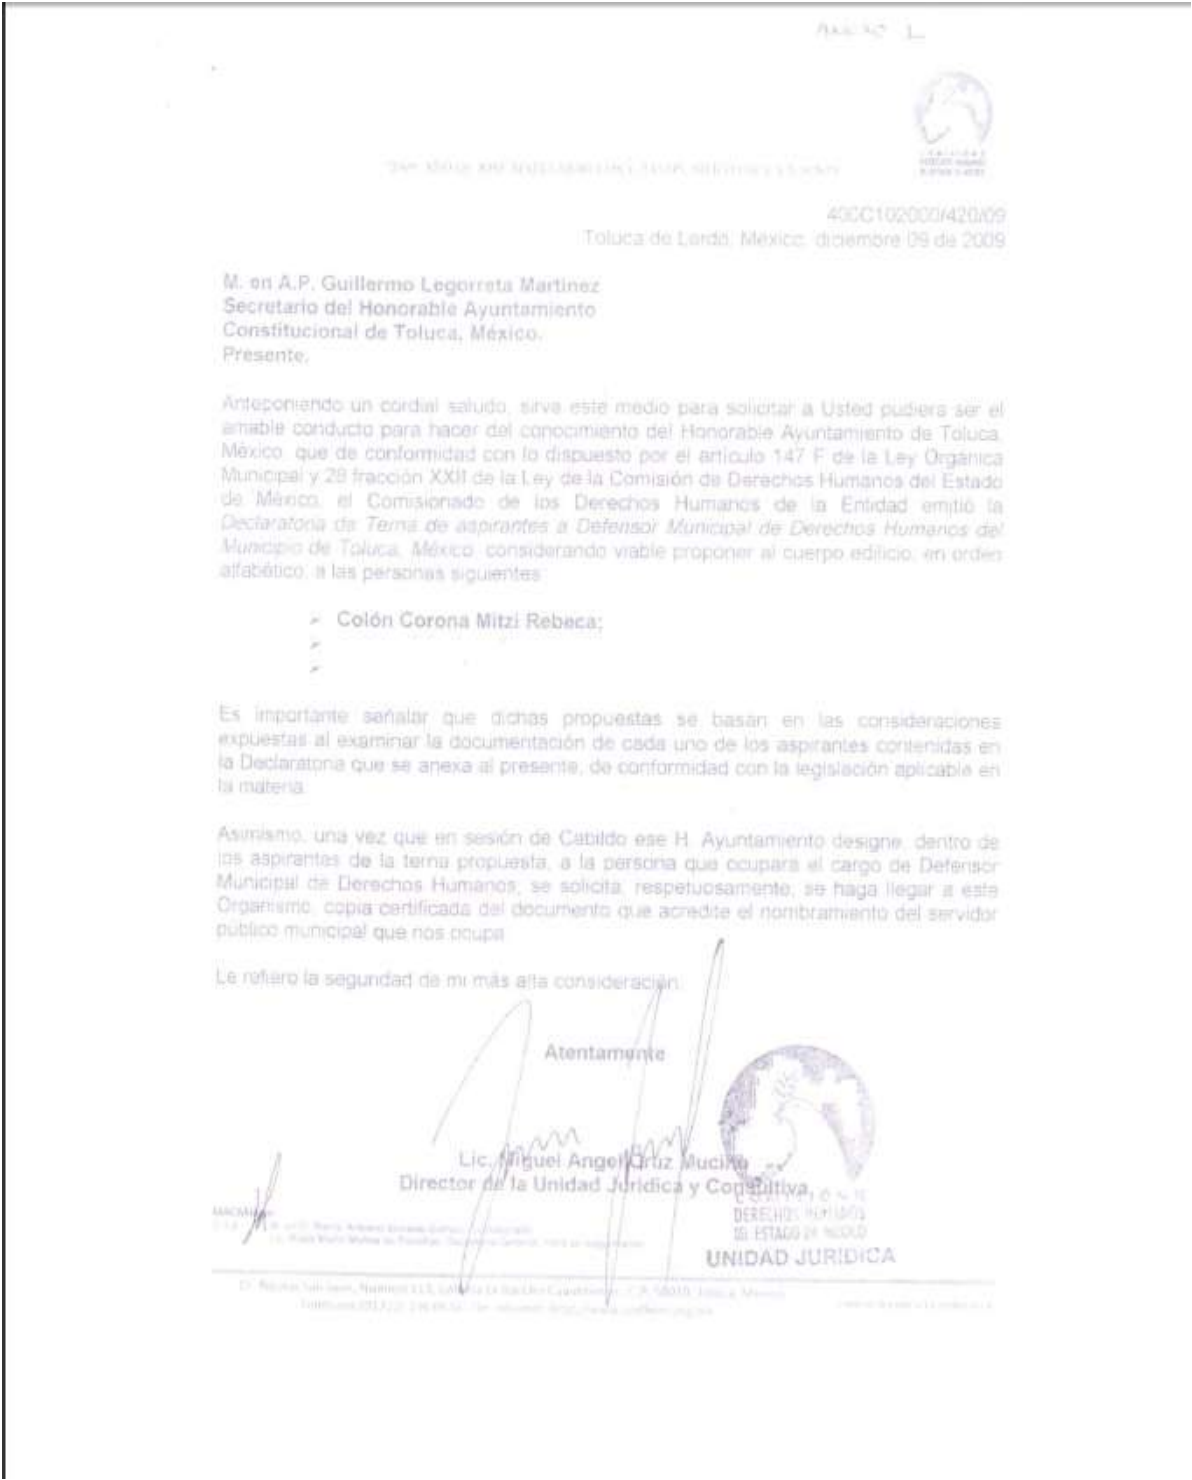 400C102000/420/09
Toluca de Lerdo, México, diciembre 09 de 2009
M. en A.P. Guillermo Legorreta Martínez
Secretario del Honorable Ayuntamiento
Constitucional de Toluca, México.
Presente.
Anteponiendo un cordial saludo, sirva este medio para solicitar a Usted pudiera ser el
amable conducto para hacer del conocimiento del Honorable Ayuntamiento de Toluca,
México, que de conformidad con lo dispuesto por el artículo 147 F de la Ley Orgánica
Municipal y 28 fracción XXII de la Ley de la Comisión de Derechos Humanos del Estado
de México, el Comisionado de los Derechos Humanos de la Entidad emitió la
Declaratoria de Terna de aspirantes a Defensor Municipal de Derechos Humanos del
Municipio de Toluca, México, considerando viable proponer al cuerpo edilicio, en orden
alfabético, a las personas siguientes:
➢ Colón Corona Mitzi Rebeca;
➢
➢
Es importante señalar que dichas propuestas se basan en las consideraciones
expuestas al examinar la documentación de cada uno de los aspirantes contenidas en
la Declaratoria que se anexa al presente, de conformidad con la legislación aplicable en
la materia.
Asimismo, una vez que en sesión de Cabildo ese H. Ayuntamiento designe, dentro de
los aspirantes de la terna propuesta, a la persona que ocupara el cargo de Defensor
Municipal de Derechos Humanos, se solicita, respetuosamente, se haga llegar a este
Organismo, copia certificada del documento que acredite el nombramiento del servidor
público municipal que nos ocupa.
Le refiero la seguridad de mi más alta consideración.
Atentamente
Lic. Miguel Angel Cruz Muciño
Director de la Unidad Jurídica y Consultiva.
DERECHOS HUMANOS
DEL ESTADO DE MEXICO
UNIDAD JURIDICA